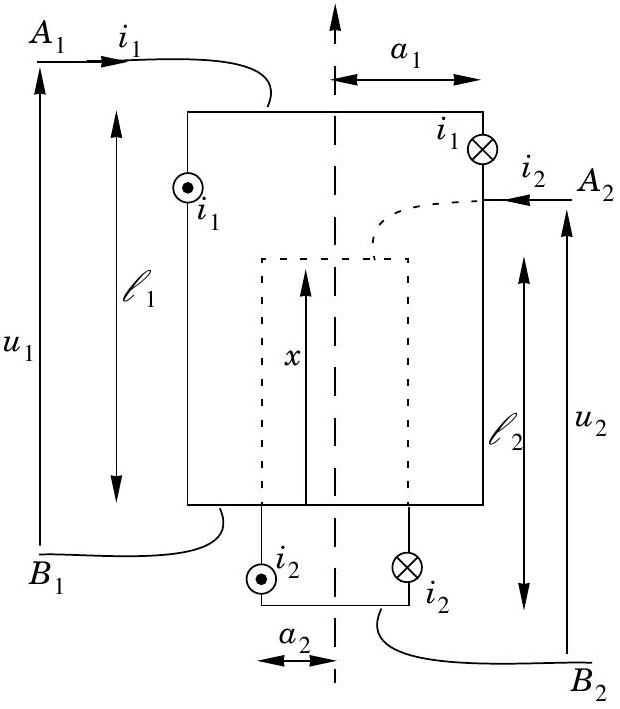 A₁
i₁
a₁
i₁
i₂
A₂
i₁
ℓ₁
u₁
x
ℓ₂
u₂
B₁
i₂
i₂
a₂
B₂